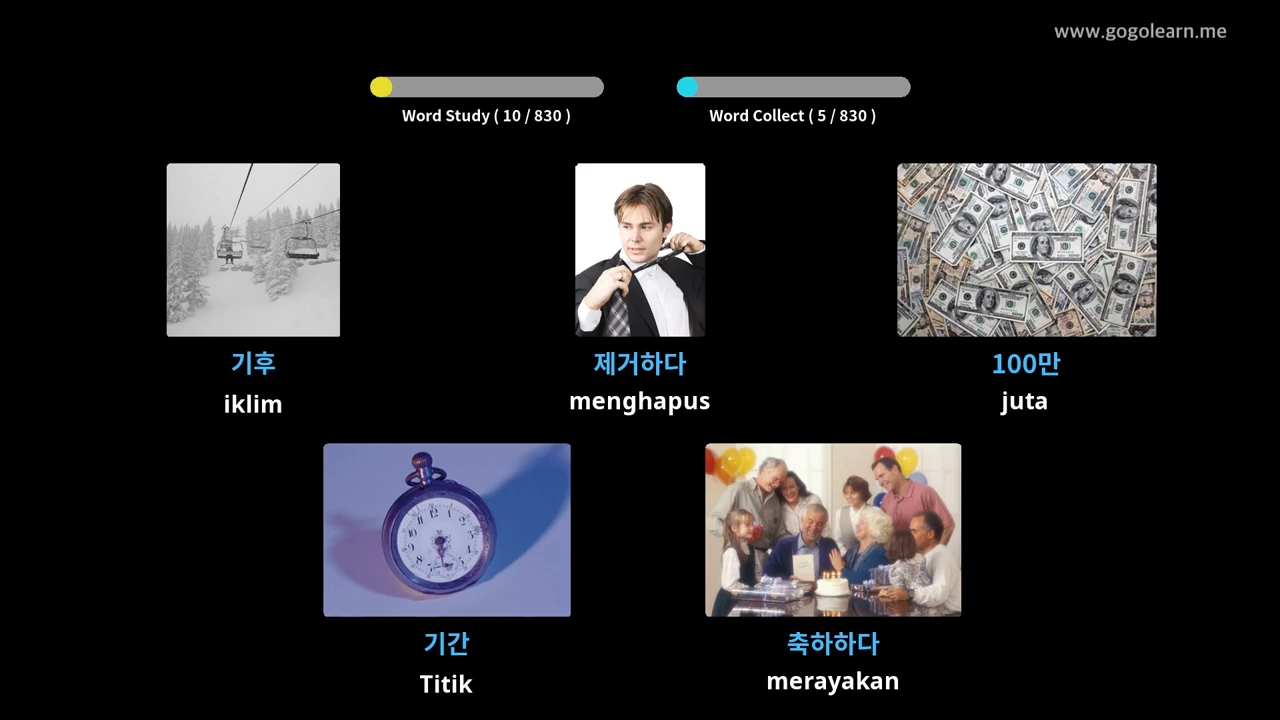 www.gogolearn.me
Word Study ( 10 / 830 )
Word Collect ( 5 / 830 )
기후
iklim
제거하다
menghapus
100만
juta
기간
Titik
축하하다
merayakan